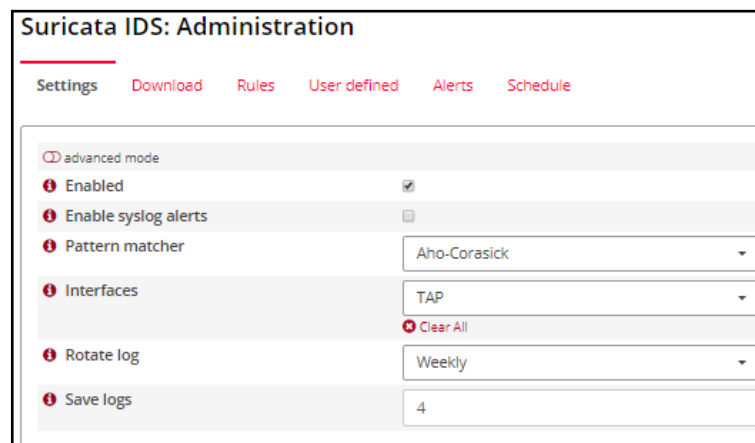 Suricata IDS: Administration
Settings Download Rules User defined Alerts Schedule
advanced mode
Enabled
Enable syslog alerts
Pattern matcher Aho-Corasick
Interfaces TAP
Clear All
Rotate log Weekly
Save logs 4